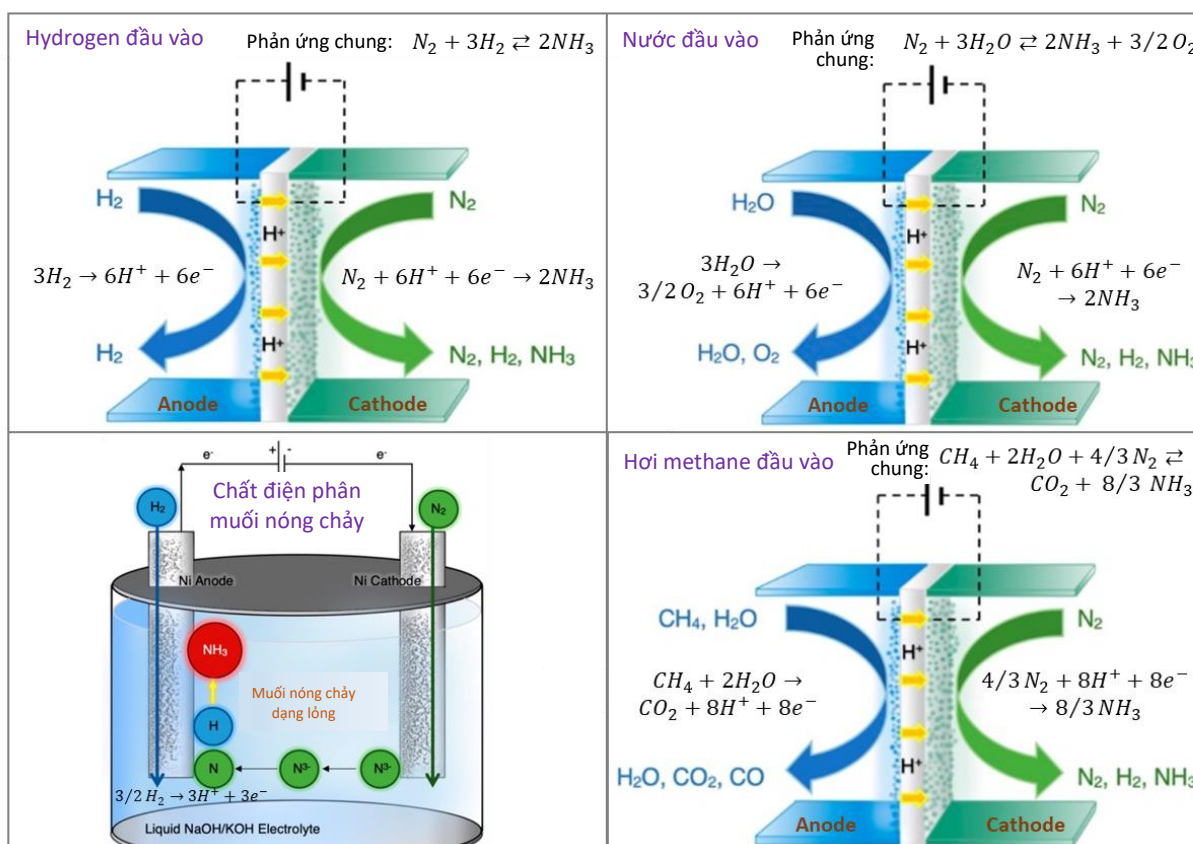 Hydrogen đầu vào
Phản ứng chung: N₂ + 3H₂ ⇄ 2NH₃
H₂
N₂
H⁺
3H₂ → 6H⁺ + 6e⁻
N₂ + 6H⁺ + 6e⁻ → 2NH₃
H⁺
H₂
N₂, H₂, NH₃
Anode
Cathode
Nước đầu vào
Phản ứng
chung:
N₂ + 3H₂O ⇄ 2NH₃ + 3/2 O₂
H₂O
N₂
H⁺
3H₂O →
3/2 O₂ + 6H⁺ + 6e⁻
N₂ + 6H⁺ + 6e⁻
→ 2NH₃
H⁺
H₂O, O₂
N₂, H₂, NH₃
Anode
Cathode
e⁻
+
-
e⁻
Chất điện phân
muối nóng chảy
H₂
N₂
Ni Anode
Ni Cathode
NH₃
Muối nóng chảy
dạng lỏng
H
N
N³⁻
N³⁻
3/2 H₂ → 3H⁺ + 3e⁻
Liquid NaOH/KOH Electrolyte
Hơi methane đầu vào
Phản ứng
chung:
CH₄ + 2H₂O + 4/3 N₂ ⇄
CO₂ + 8/3 NH₃
CH₄, H₂O
N₂
H⁺
CH₄ + 2H₂O →
CO₂ + 8H⁺ + 8e⁻
4/3 N₂ + 8H⁺ + 8e⁻
→ 8/3 NH₃
H⁺
H₂O, CO₂, CO
N₂, H₂, NH₃
Anode
Cathode